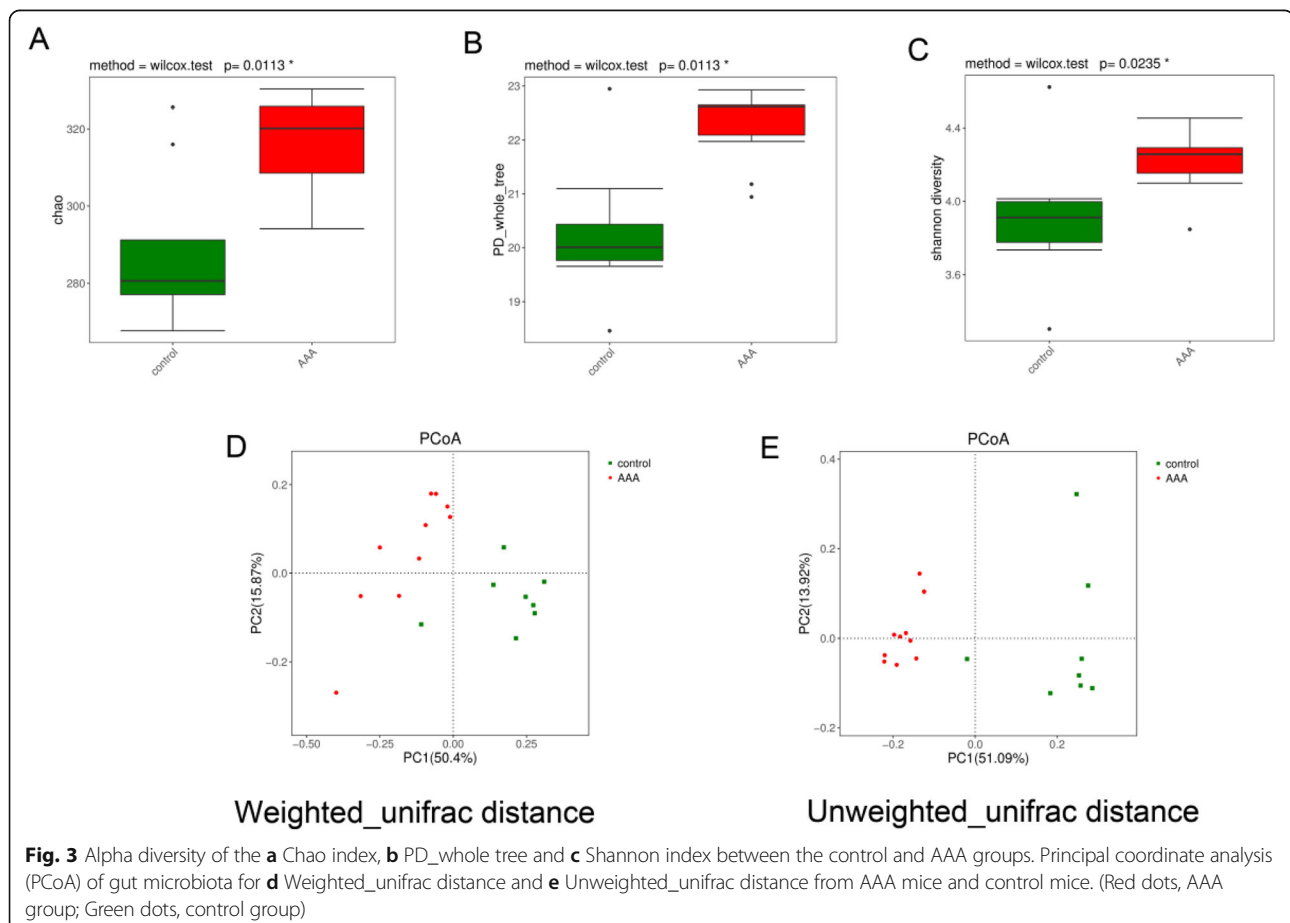 A
method = wilcox.test p= 0.0113 *
chao
320
300
280
control
AAA
B
method = wilcox.test p= 0.0113 *
PD_whole_tree
23
22
21
20
19
control
AAA
C
method = wilcox.test p= 0.0235 *
shannon diversity
4.4
4.0
3.6
control
AAA
D
PCoA
control
AAA
PC2(15.87%)
0.2
0.0
−0.2
−0.50
−0.25
0.00
0.25
PC1(50.4%)
Weighted_unifrac distance
E
PCoA
control
AAA
PC2(13.92%)
0.4
0.2
0.0
−0.2
−0.2
0.0
0.2
PC1(51.09%)
Unweighted_unifrac distance
Fig. 3 Alpha diversity of the a Chao index, b PD_whole tree and c Shannon index between the control and AAA groups. Principal coordinate analysis
(PCoA) of gut microbiota for d Weighted_unifrac distance and e Unweighted_unifrac distance from AAA mice and control mice. (Red dots, AAA
group; Green dots, control group)